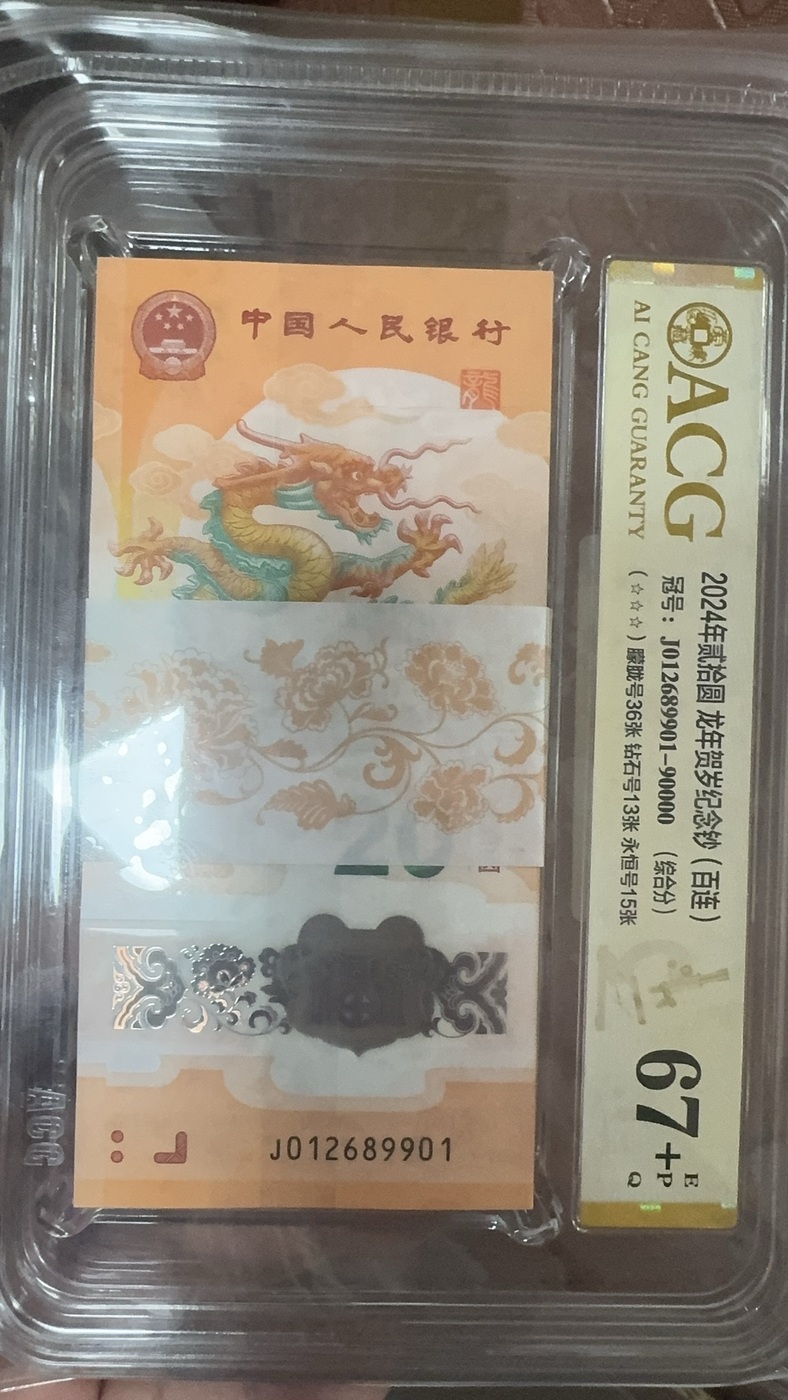 中国人民银行
龍
J012689901
ACG
AI CANG GUARANTY
2024年贰拾圆 龙年贺岁纪念钞（百连）
冠号：J012689901-90000 （综合分）
（☆☆☆）朦胧号36张 钻石号13张 永恒号15张
67+
E
P
Q
ACG